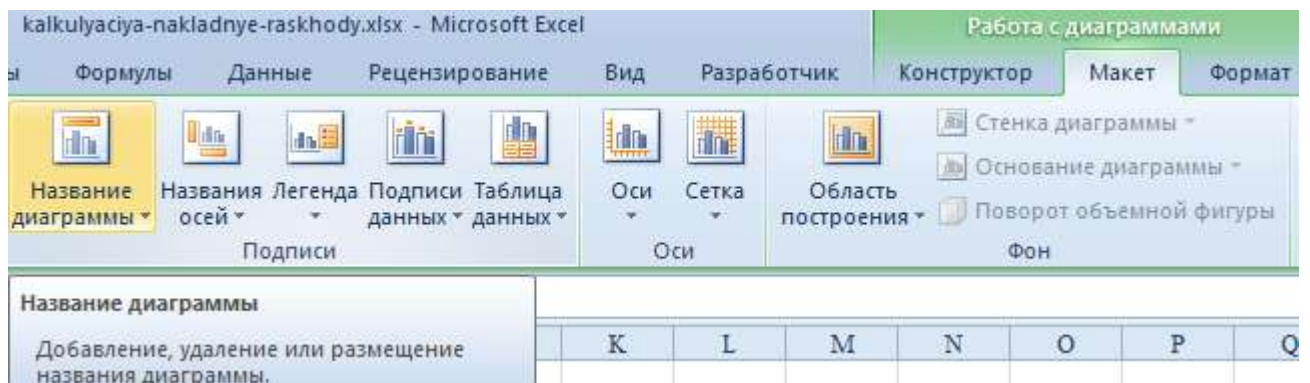 kalkulyaciya-nakladnye-raskhody.xlsx - Microsoft Excel
Работа с диаграммами
Формулы Данные Рецензирование Вид Разработчик Конструктор Макет Формат
Название диаграммы
Названия осей
Легенда
Подписи данных
Таблица данных
Оси
Сетка
Область построения
Стенка диаграммы
Основание диаграммы
Поворот объемной фигуры
Подписи
Оси
Фон
Название диаграммы
Добавление, удаление или размещение
названия диаграммы.
K L M N O P Q